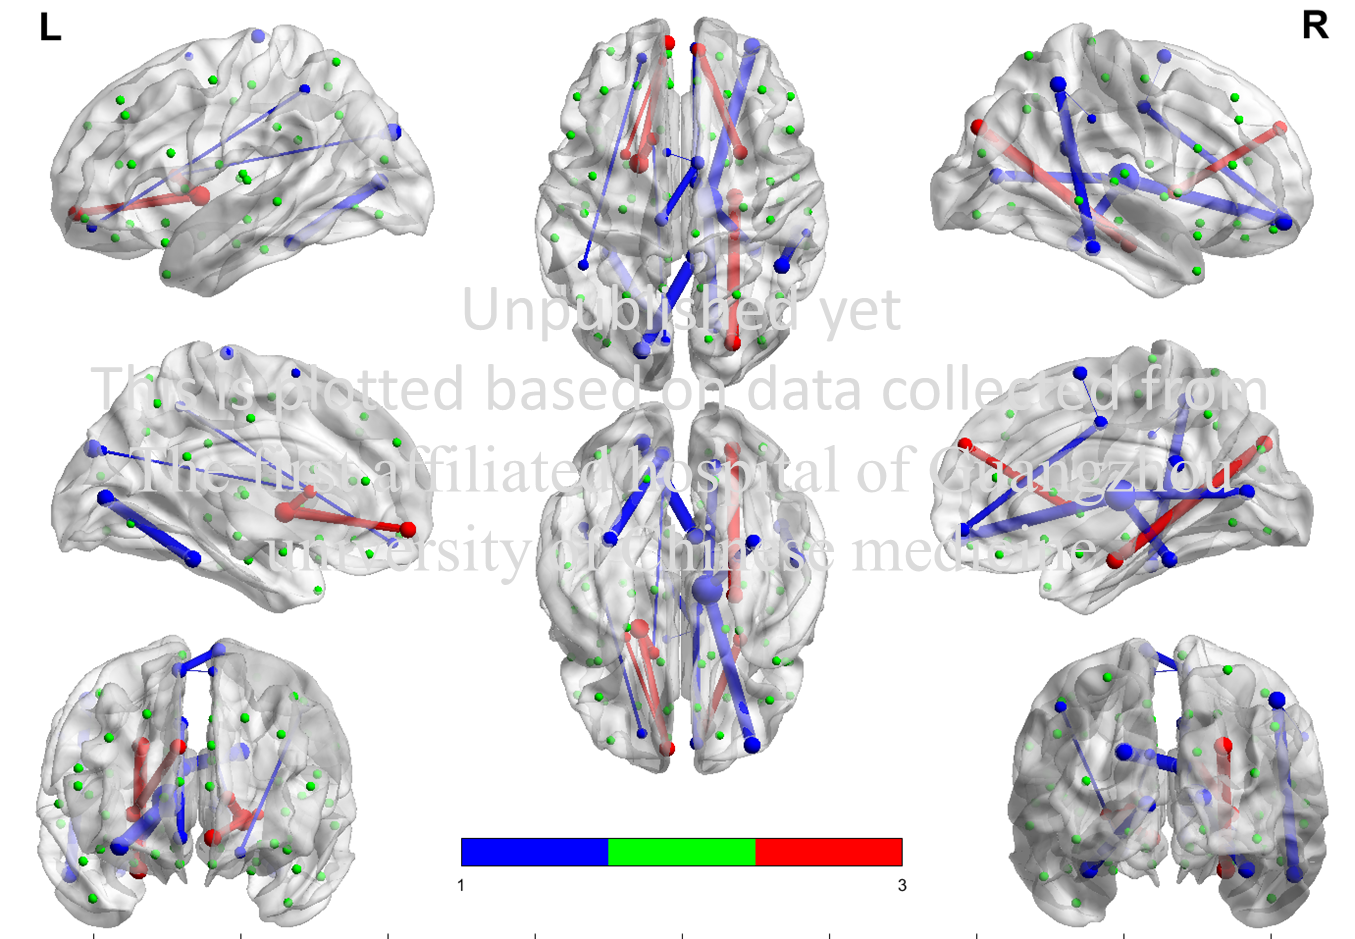 L
R
Unpublished yet
This is plotted based on data collected from
The first affiliated hospital of Guangzhou
university of Chinese medicine
1
3